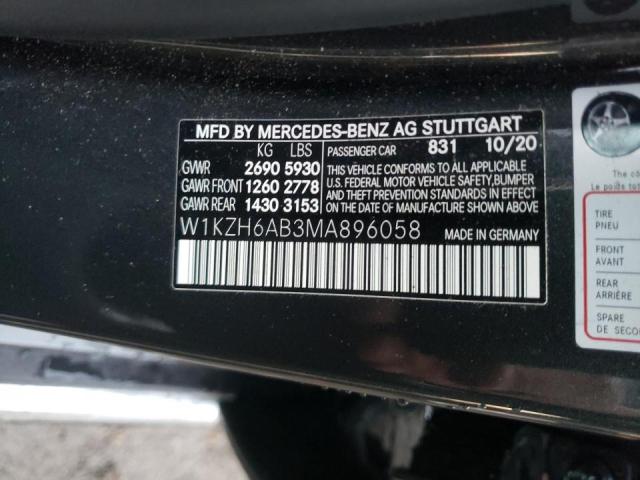 MFD BY MERCEDES-BENZ AG STUTTGART
KG LBS PASSENGER CAR 831 10/20
GVWR 2690 5930
GAWR FRONT 1260 2778
GAWR REAR 1430 3153
THIS VEHICLE CONFORMS TO ALL APPLICABLE
U.S. FEDERAL MOTOR VEHICLE SAFETY, BUMPER
AND THEFT PREVENTION STANDARDS IN EFFECT
ON THE DATE OF MANUFACTURE SHOWN ABOVE.
W1KZH6AB3MA896058 MADE IN GERMANY
TIRE
PNEU
FRONT
AVANT
REAR
ARRIÈRE
SPARE
DE SECO